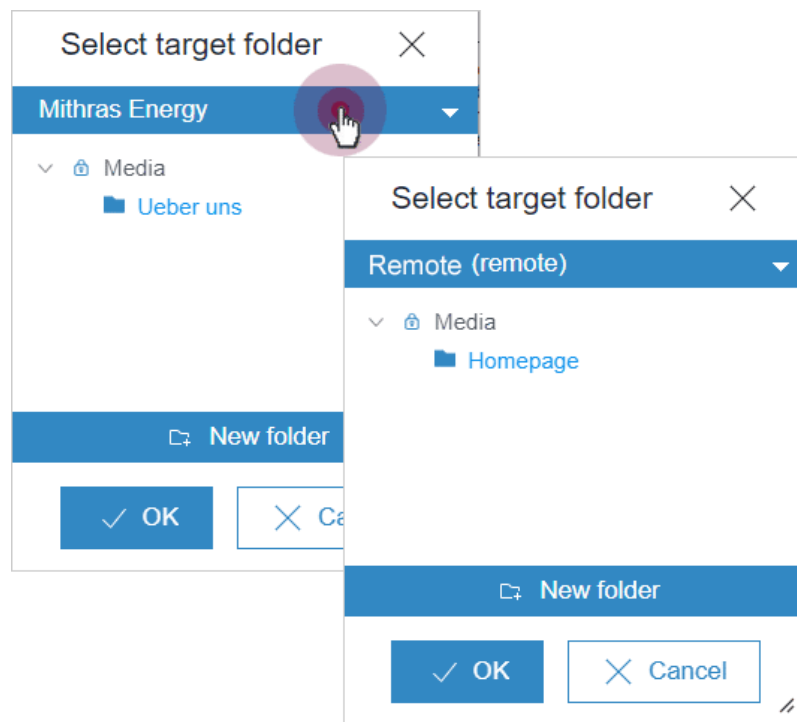 Select target folder
Mithras Energy
Media
Ueber uns
New folder
OK
Ca
Select target folder
Remote (remote)
Media
Homepage
New folder
OK
Cancel